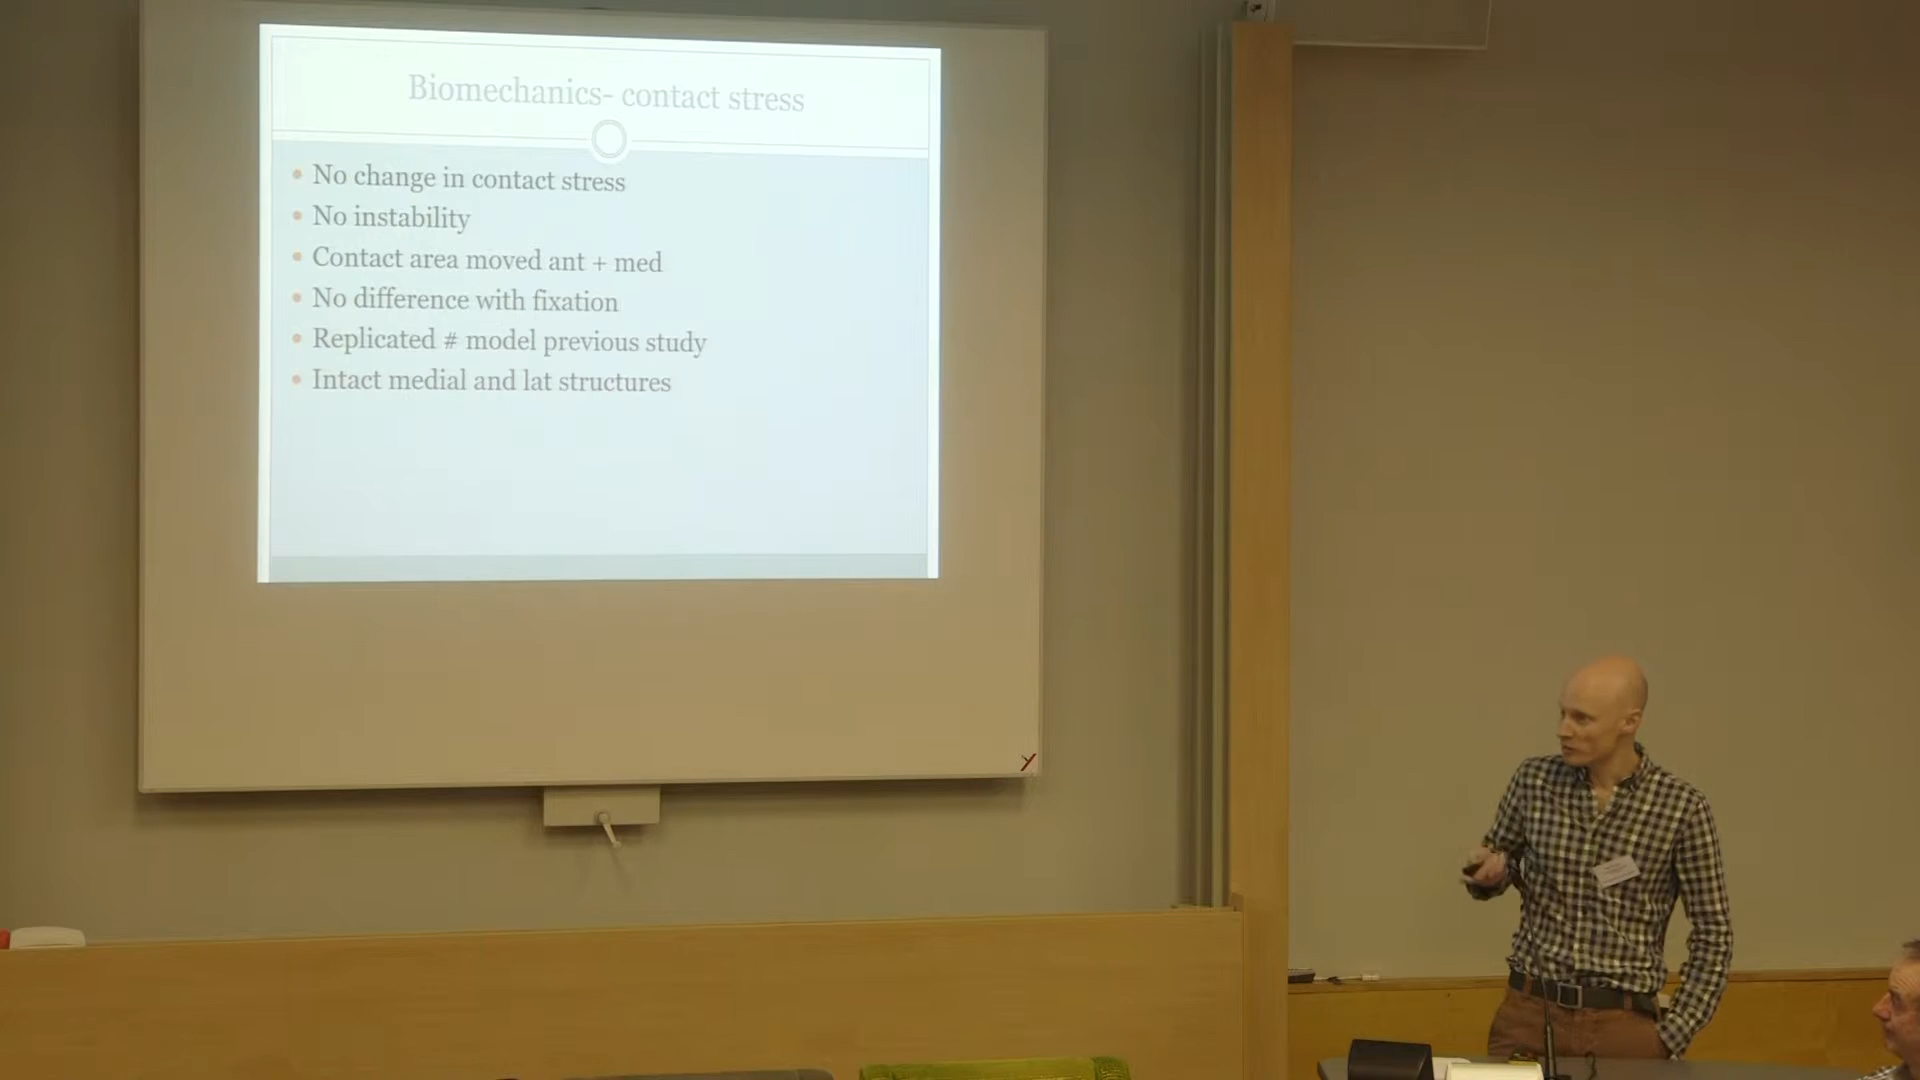 Biomechanics- contact stress
No change in contact stress
No instability
Contact area moved ant + med
No difference with fixation
Replicated # model previous study
Intact medial and lat structures